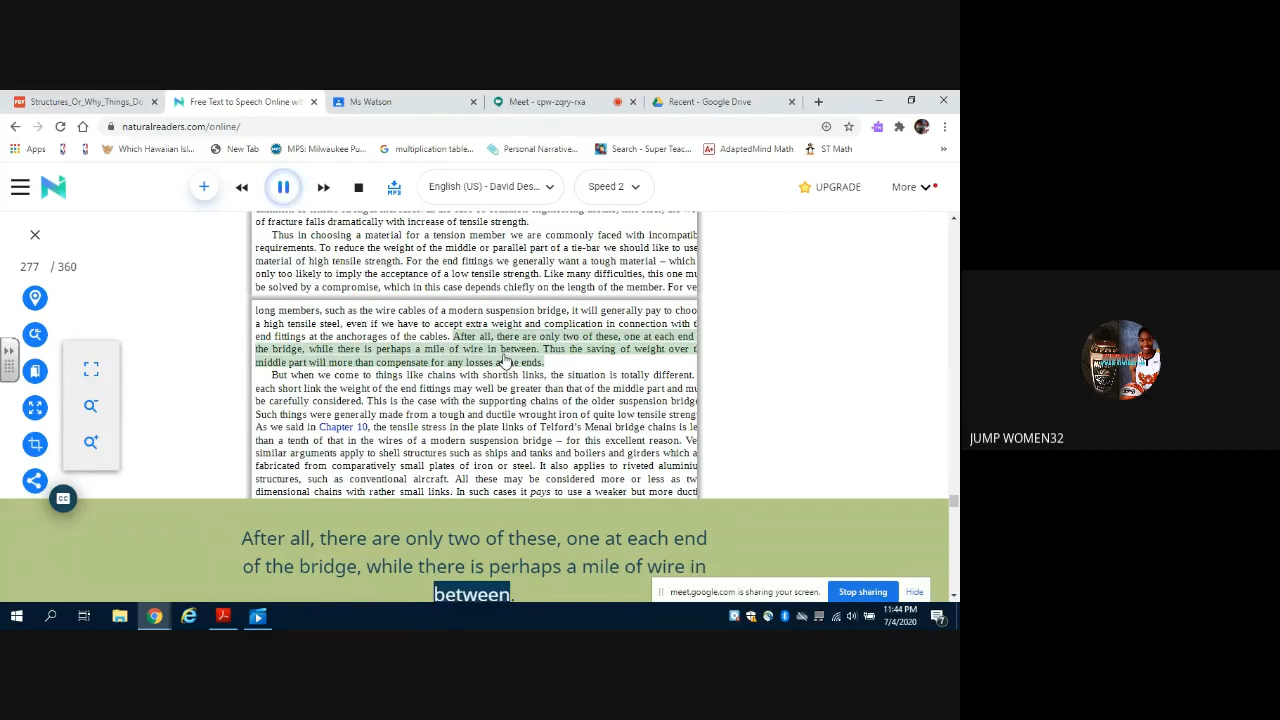 Structures_Or_Why_Things_Do
Free Text to Speech Online wit
Ms Watson
Meet - cpw-zqry-rxa
Recent - Google Drive
naturalreaders.com/online/
Apps
Which Hawaiian Isl...
New Tab
MPS: Milwaukee Pu...
multiplication table...
Personal Narrative...
Search - Super Teac...
AdaptedMind Math
ST Math
»
MP3
English (US) - David Des...
Speed 2
UPGRADE
More
of fracture falls dramatically with increase of tensile strength.
277 / 360
Thus in choosing a material for a tension member we are commonly faced with incompatib
requirements. To reduce the weight of the middle or parallel part of a tie-bar we should like to use
material of high tensile strength. For the end fittings we generally want a tough material – which
only too likely to imply the acceptance of a low tensile strength. Like many difficulties, this one mu
be solved by a compromise, which in this case depends chiefly on the length of the member. For ve
long members, such as the wire cables of a modern suspension bridge, it will generally pay to choo
a high tensile steel, even if we have to accept extra weight and complication in connection with t
end fittings at the anchorages of the cables. After all, there are only two of these, one at each end
the bridge, while there is perhaps a mile of wire in between. Thus the saving of weight over t
middle part will more than compensate for any losses at the ends.
But when we come to things like chains with shortish links, the situation is totally different.
each short link the weight of the end fittings may well be greater than that of the middle part and mu
be carefully considered. This is the case with the supporting chains of the older suspension bridg
Such things were generally made from a tough and ductile wrought iron of quite low tensile streng
As we said in Chapter 10, the tensile stress in the plate links of Telford's Menai bridge chains is le
than a tenth of that in the wires of a modern suspension bridge – for this excellent reason. Ve
similar arguments apply to shell structures such as ships and tanks and boilers and girders which a
fabricated from comparatively small plates of iron or steel. It also applies to riveted aluminiu
structures, such as conventional aircraft. All these may be considered more or less as tw
dimensional chains with rather small links. In such cases it pays to use a weaker but more ducti
CC
After all, there are only two of these, one at each end
of the bridge, while there is perhaps a mile of wire in
between.
meet.google.com is sharing your screen.
Stop sharing
Hide
11:44 PM
7/4/2020
JUMP WOMEN32